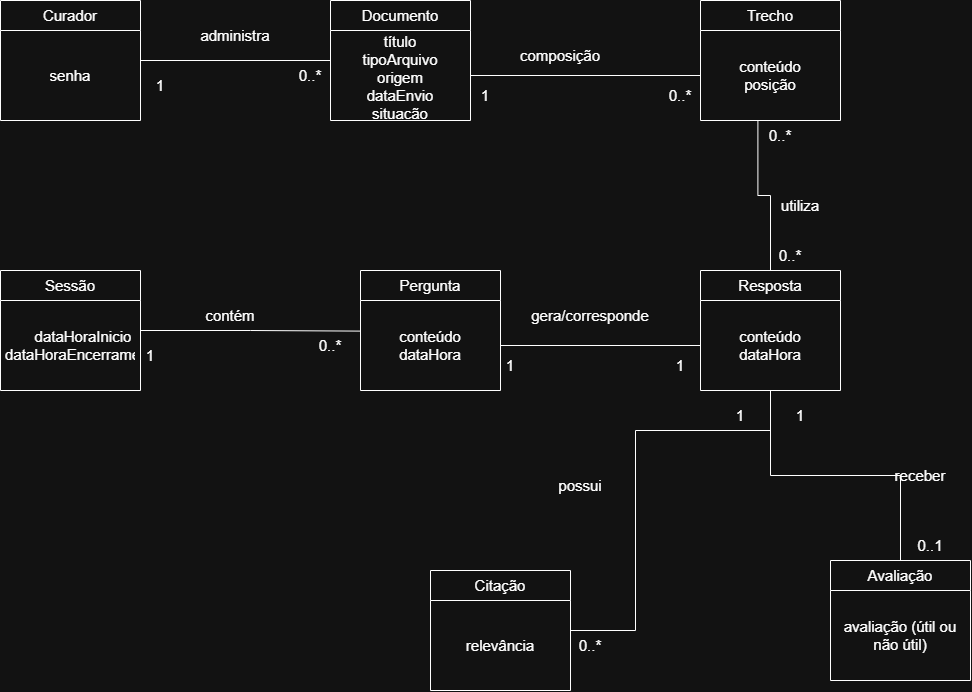 Curador
senha
administra
1
0..*
Documento
título
tipoArquivo
origem
dataEnvio
situacão
composição
1
0..*
Trecho
conteúdo
posição
0..*
utiliza
0..*
Sessão
dataHoraInicio
dataHoraEncerrame
contém
1
0..*
Pergunta
conteúdo
dataHora
gera/corresponde
1
1
Resposta
conteúdo
dataHora
1
1
possui
receber
0..1
Citação
relevância
0..*
Avaliação
avaliação (útil ou
não útil)